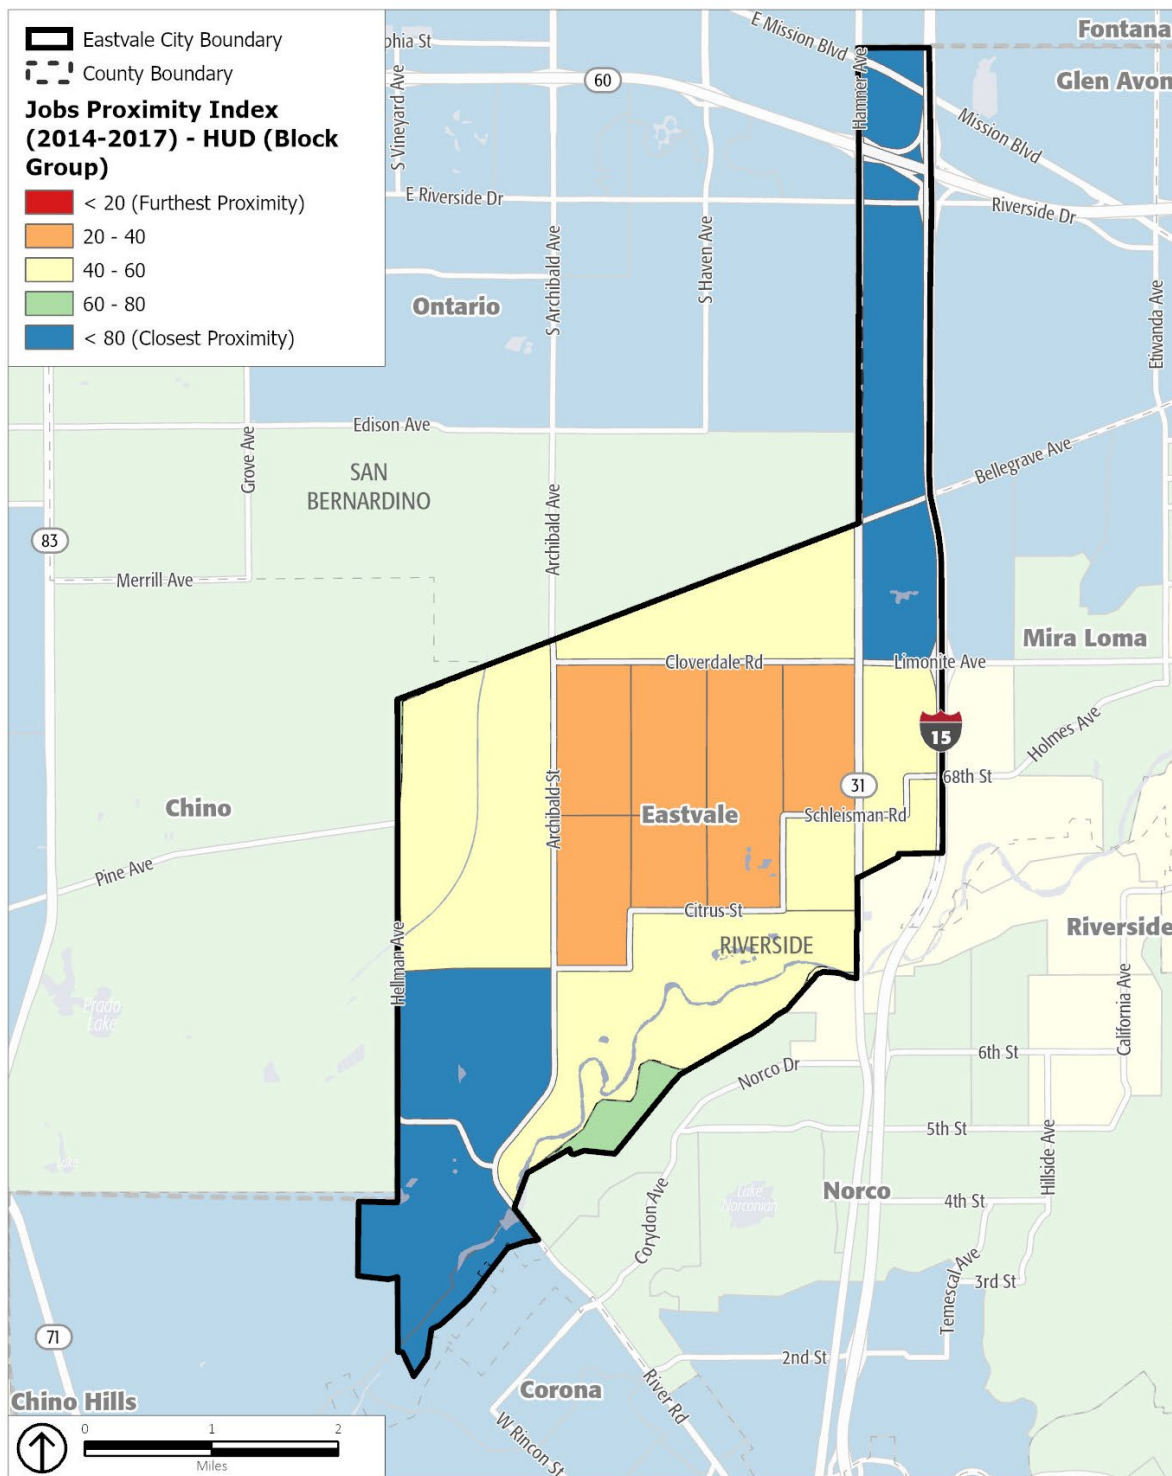 Eastvale City Boundary
County Boundary
Jobs Proximity Index
(2014-2017) - HUD (Block
Group)
< 20 (Furthest Proximity)
20 - 40
40 - 60
60 - 80
< 80 (Closest Proximity)
phia St
S Vineyard Ave
60
E Mission Blvd
Hamner Ave
Fontana
Glen Avon
Mission Blvd
E Riverside Dr
Riverside Dr
S Archibald Ave
S Haven Ave
Ontario
Etiwanda Ave
Edison Ave
Grove Ave
SAN
BERNARDINO
Archibald Ave
Bellegrave Ave
83
Merrill Ave
Mira Loma
Cloverdale Rd
Limonite Ave
15
Holmes Ave
68th St
31
Chino
Archibald St
Eastvale
Schleisman Rd
Pine Ave
Citrus St
RIVERSIDE
Riverside
Hellman Ave
Prado
Lake
California Ave
6th St
Norco Dr
5th St
Hillside Ave
Norco
Lake
Norconian
4th St
Corydon Ave
Temescal Ave
3rd St
71
2nd St
River Rd
Corona
Chino Hills
W Rincon St
0 1 2
Miles